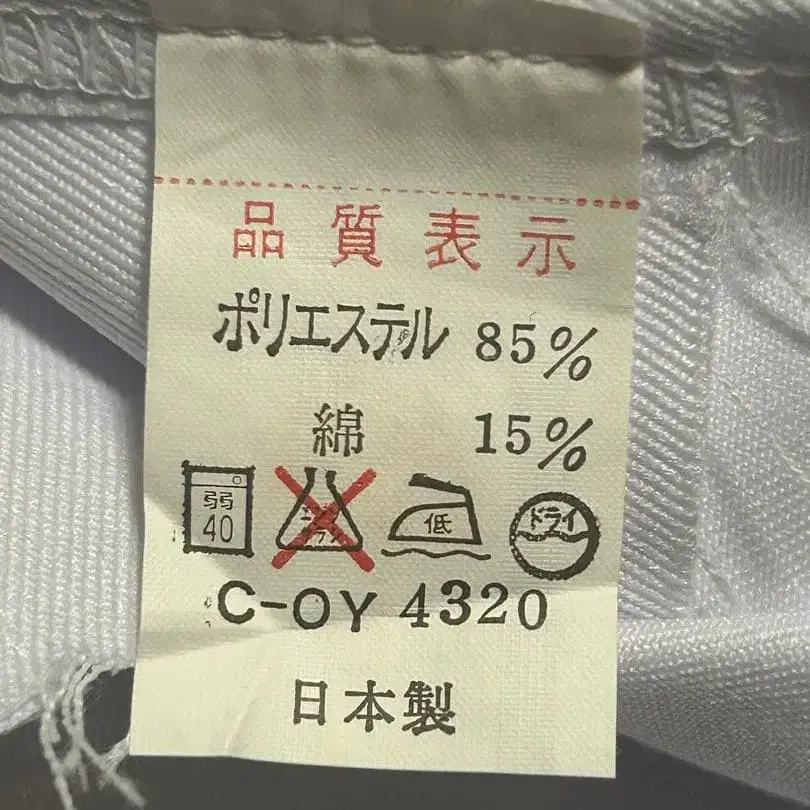 品質表示
ポリエステル 85%
綿 15%
弱 40 低 ドライ
C-OY 4320
日本製